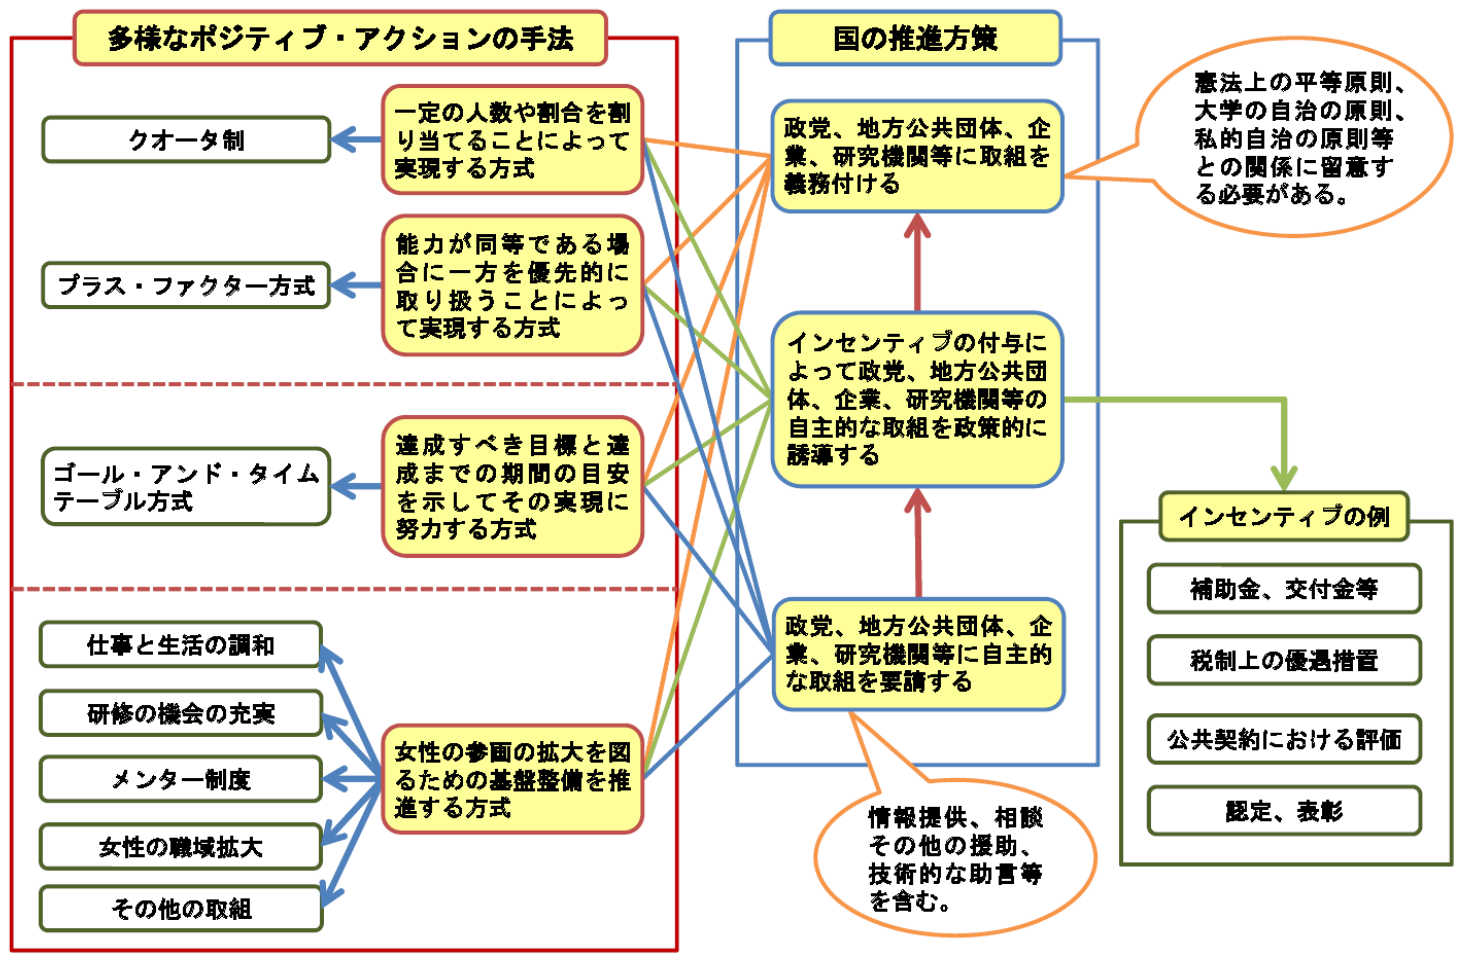 多様なポジティブ・アクションの手法
クオータ制
一定の人数や割合を割
り当てることによって
実現する方式
プラス・ファクター方式
能力が同等である場
合に一方を優先的に
取り扱うことによっ
て実現する方式
ゴール・アンド・タイム
テーブル方式
達成すべき目標と達
成までの期間の目安
を示してその実現に
努力する方式
仕事と生活の調和
研修の機会の充実
メンター制度
女性の職域拡大
その他の取組
女性の参画の拡大を図
るための基盤整備を推
進する方式
国の推進方策
政党、地方公共団体、企
業、研究機関等に取組を
義務付ける
インセンティブの付与に
よって政党、地方公共団
体、企業、研究機関等の
自主的な取組を政策的に
誘導する
政党、地方公共団体、企
業、研究機関等に自主的
な取組を要請する
憲法上の平等原則、
大学の自治の原則、
私的自治の原則等
との関係に留意す
る必要がある。
情報提供、相談
その他の援助、
技術的な助言等
を含む。
インセンティブの例
補助金、交付金等
税制上の優遇措置
公共契約における評価
認定、表彰